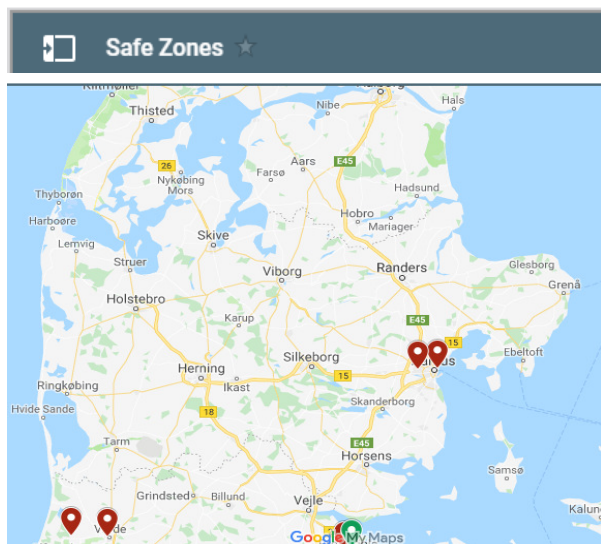 Safe Zones
Klitmøller
Thisted
Nibe
Hals
26
Nykøbing
Mors
Farsø
Aars
E45
Hadsund
Thyborøn
Harboøre
Hobro
Mariager
Lemvig
Skive
Struer
Viborg
Randers
Glesborg
Grenå
Holstebro
Karup
E45
15
Silkeborg
Ebeltoft
Herning
15
Ikast
Skanderborg
Ringkøbing
Hvide Sande
18
E45
Tarm
Horsens
Samsø
Grindsted
Billund
Vejle
Google My Maps